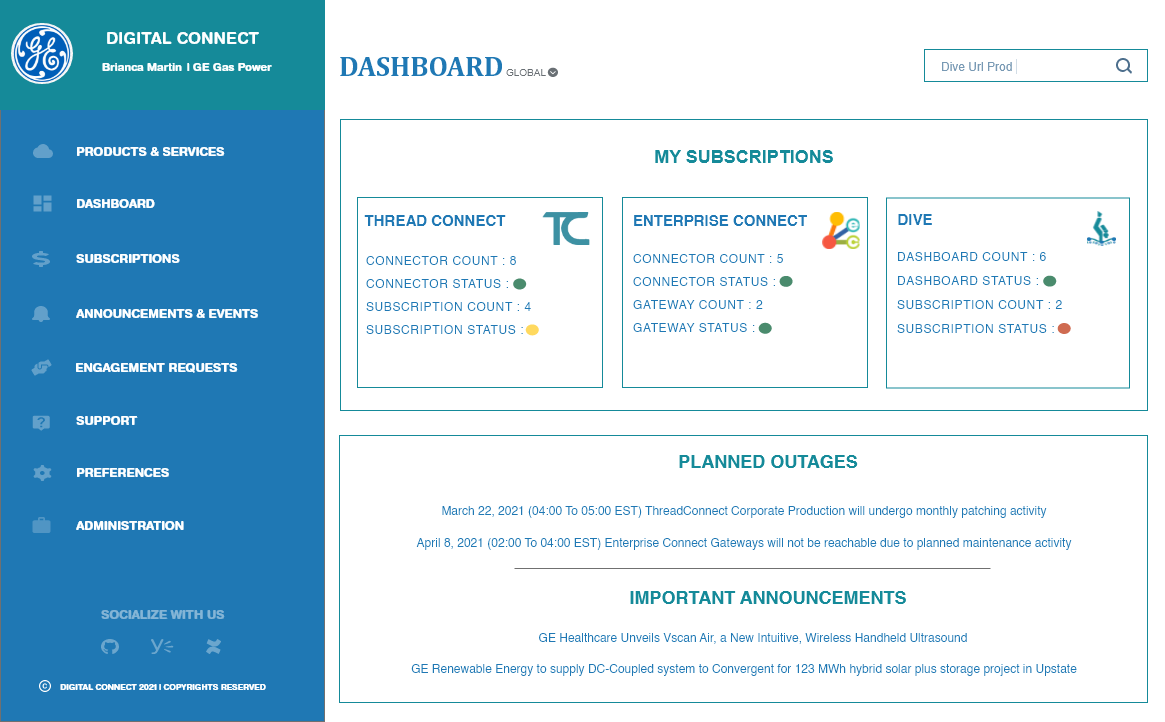 DIGITAL CONNECT
Brianca Martin | GE Gas Power
PRODUCTS & SERVICES
DASHBOARD
SUBSCRIPTIONS
ANNOUNCEMENTS & EVENTS
ENGAGEMENT REQUESTS
SUPPORT
PREFERENCES
ADMINISTRATION
SOCIALIZE WITH US
© DIGITAL CONNECT 2021 | COPYRIGHTS RESERVED
DASHBOARD GLOBAL
Dive Url Prod
MY SUBSCRIPTIONS
THREAD CONNECT
TC
CONNECTOR COUNT : 8
CONNECTOR STATUS :
SUBSCRIPTION COUNT : 4
SUBSCRIPTION STATUS :
ENTERPRISE CONNECT
e
c
CONNECTOR COUNT : 5
CONNECTOR STATUS :
GATEWAY COUNT : 2
GATEWAY STATUS :
DIVE
DASHBOARD COUNT : 6
DASHBOARD STATUS :
SUBSCRIPTION COUNT : 2
SUBSCRIPTION STATUS :
PLANNED OUTAGES
March 22, 2021 (04:00 To 05:00 EST) ThreadConnect Corporate Production will undergo monthly patching activity
April 8, 2021 (02:00 To 04:00 EST) Enterprise Connect Gateways will not be reachable due to planned maintenance activity
IMPORTANT ANNOUNCEMENTS
GE Healthcare Unveils Vscan Air, a New Intuitive, Wireless Handheld Ultrasound
GE Renewable Energy to supply DC-Coupled system to Convergent for 123 MWh hybrid solar plus storage project in Upstate